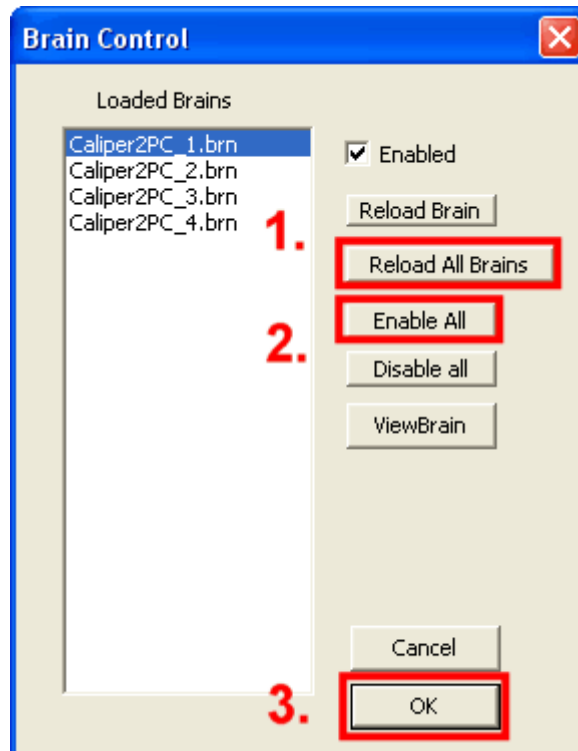 Brain Control
Loaded Brains
Caliper2PC_1.brn
Caliper2PC_2.brn
Caliper2PC_3.brn
Caliper2PC_4.brn
Enabled
Reload Brain
1.
Reload All Brains
Enable All
2.
Disable all
ViewBrain
Cancel
3.
OK